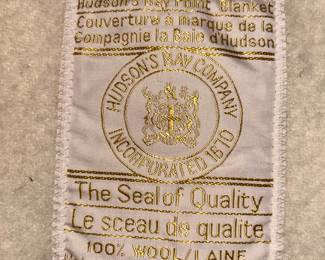 Hudson's Bay Point Blanket
Couverture à marque de la
Compagnie la Baie d'Hudson
HUDSON'S BAY COMPANY
INCORPORATED 1670
The Seal of Quality
Le sceau de qualite
100% WOOL/LAINE